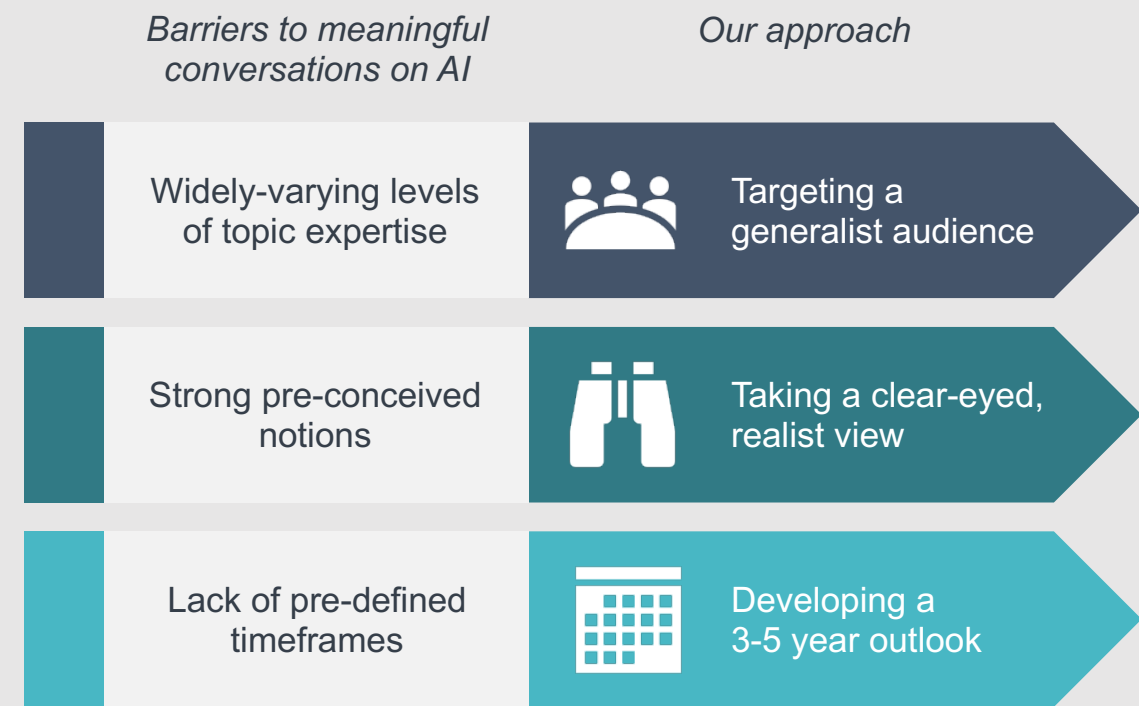 Barriers to meaningful
conversations on AI
Our approach
Widely-varying levels
of topic expertise
Targeting a
generalist audience
Strong pre-conceived
notions
Taking a clear-eyed,
realist view
Lack of pre-defined
timeframes
Developing a
3-5 year outlook